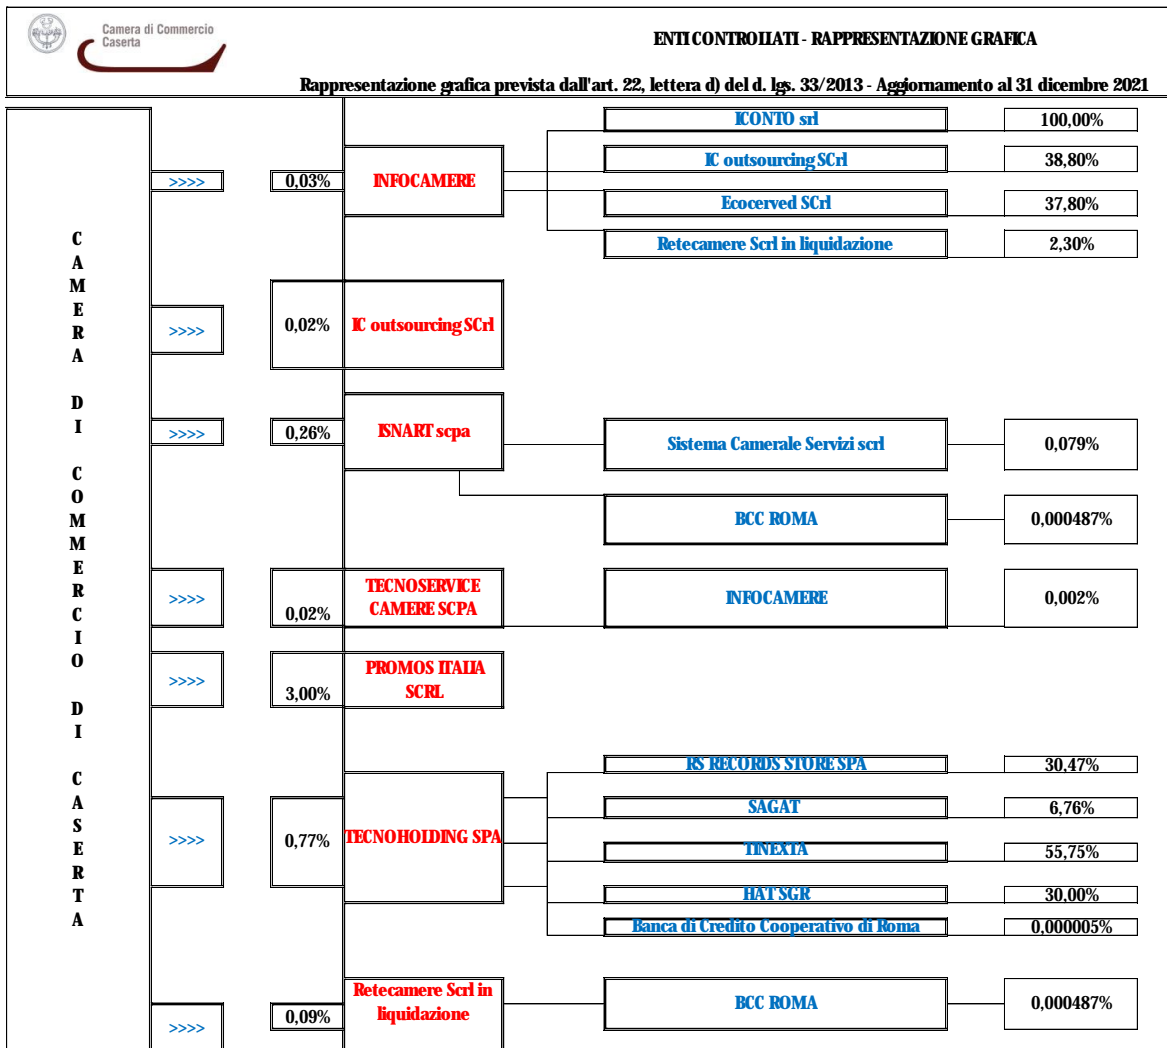 Camera di Commercio
Caserta
ENTI CONTROLLATI - RAPPRESENTAZIONE GRAFICA
Rappresentazione grafica prevista dall'art. 22, lettera d) del d. lgs. 33/2013 - Aggiornamento al 31 dicembre 2021
CAMERA DI COMMERCIO DI CASERTA
>>>> 0,03% INFOCAMERE
ICONTO srl 100,00%
IC outsourcing SCrl 38,80%
Ecocerved SCrl 37,80%
Retecamere Scrl in liquidazione 2,30%
>>>> 0,02% IC outsourcing SCrl
>>>> 0,26% ISNART scpa
Sistema Camerale Servizi scrl 0,079%
BCC ROMA 0,000487%
>>>> 0,02% TECNOSERVICE
CAMERE SCPA
INFOCAMERE 0,002%
>>>> 3,00% PROMOS ITALIA
SCRL
>>>> 0,77% TECNOHOLDING SPA
RS RECORDS STORE SPA 30,47%
SAGAT 6,76%
TINEXTA 55,75%
HAT SGR 30,00%
Banca di Credito Cooperativo di Roma 0,000005%
>>>> 0,09% Retecamere Scrl in
liquidazione
BCC ROMA 0,000487%